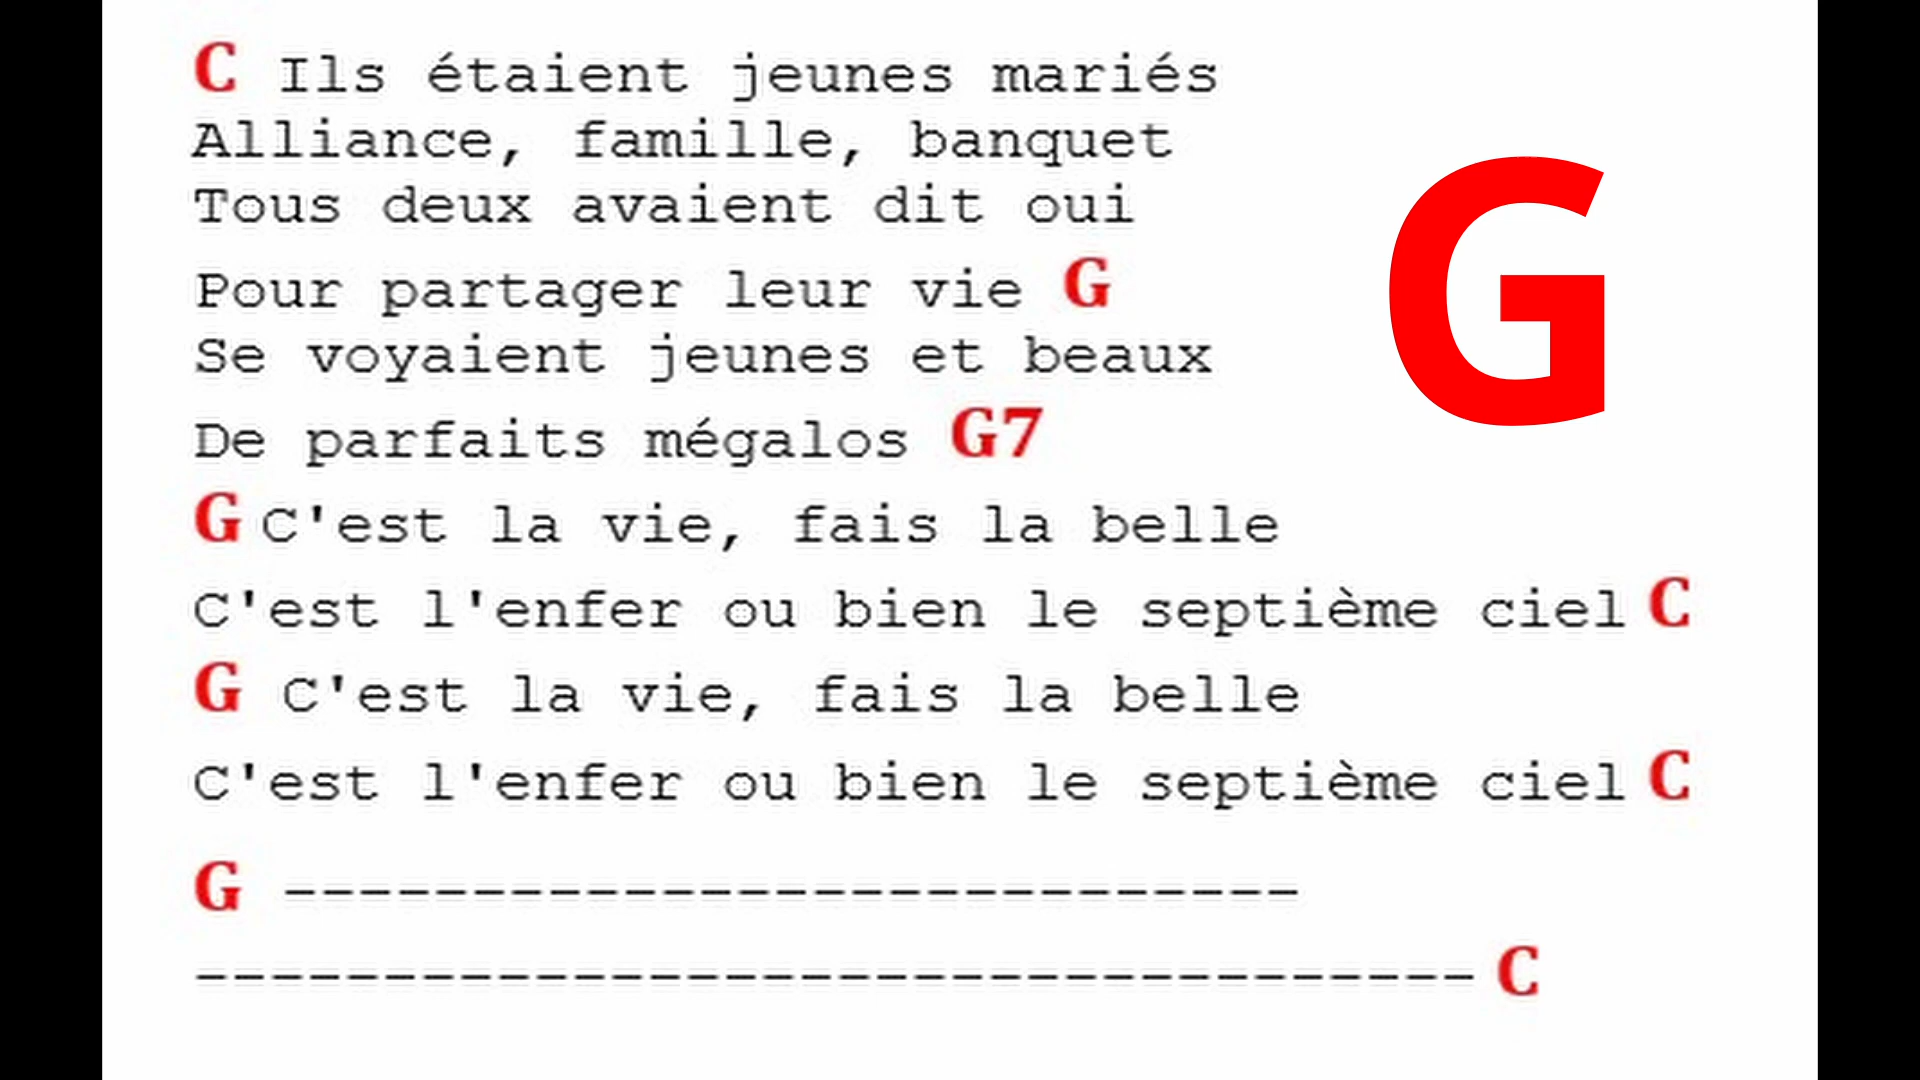 C Ils étaient jeunes mariés
Alliance, famille, banquet
Tous deux avaient dit oui
Pour partager leur vie G
Se voyaient jeunes et beaux
De parfaits mégalos G7
G C'est la vie, fais la belle
C'est l'enfer ou bien le septième ciel C
G C'est la vie, fais la belle
C'est l'enfer ou bien le septième ciel C
G ---------------------------
---------------------------------- C
G